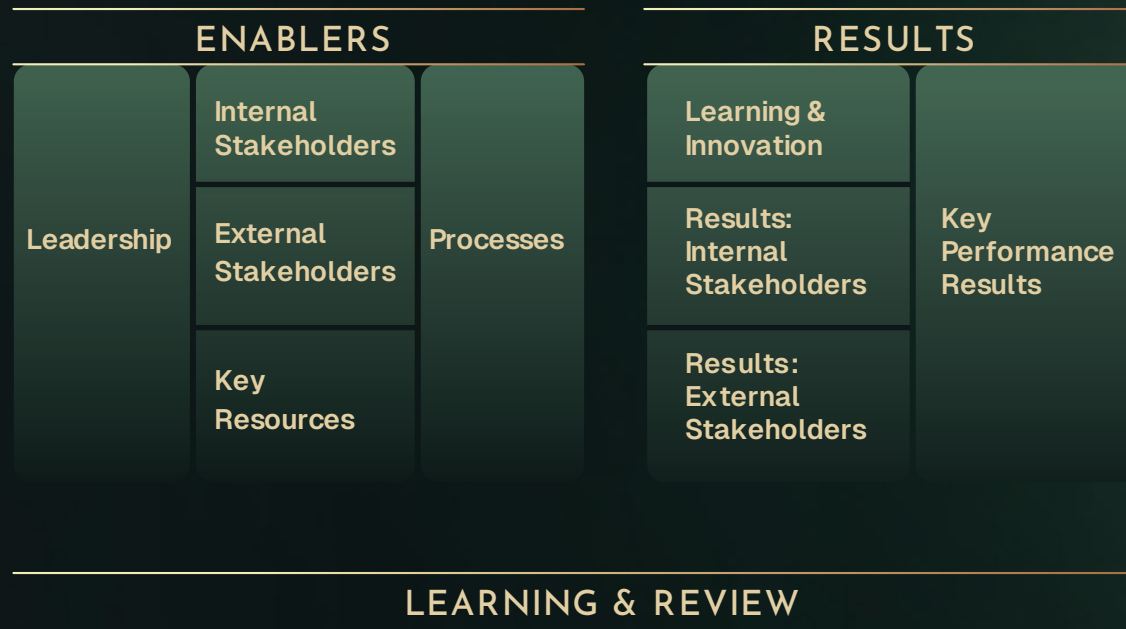 ENABLERS
Leadership
Internal
Stakeholders
External
Stakeholders
Key
Resources
Processes
RESULTS
Learning &
Innovation
Results:
Internal
Stakeholders
Results:
External
Stakeholders
Key
Performance
Results
LEARNING & REVIEW